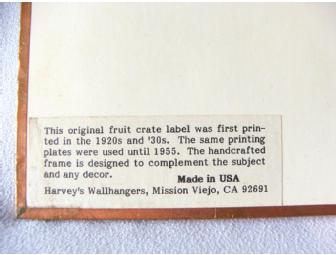 This original fruit crate label was first prin-
ted in the 1920s and '30s. The same printing
plates were used until 1955. The handcrafted
frame is designed to complement the subject
and any decor.
Made in USA
Harvey's Wallhangers, Mission Viejo, CA 92691